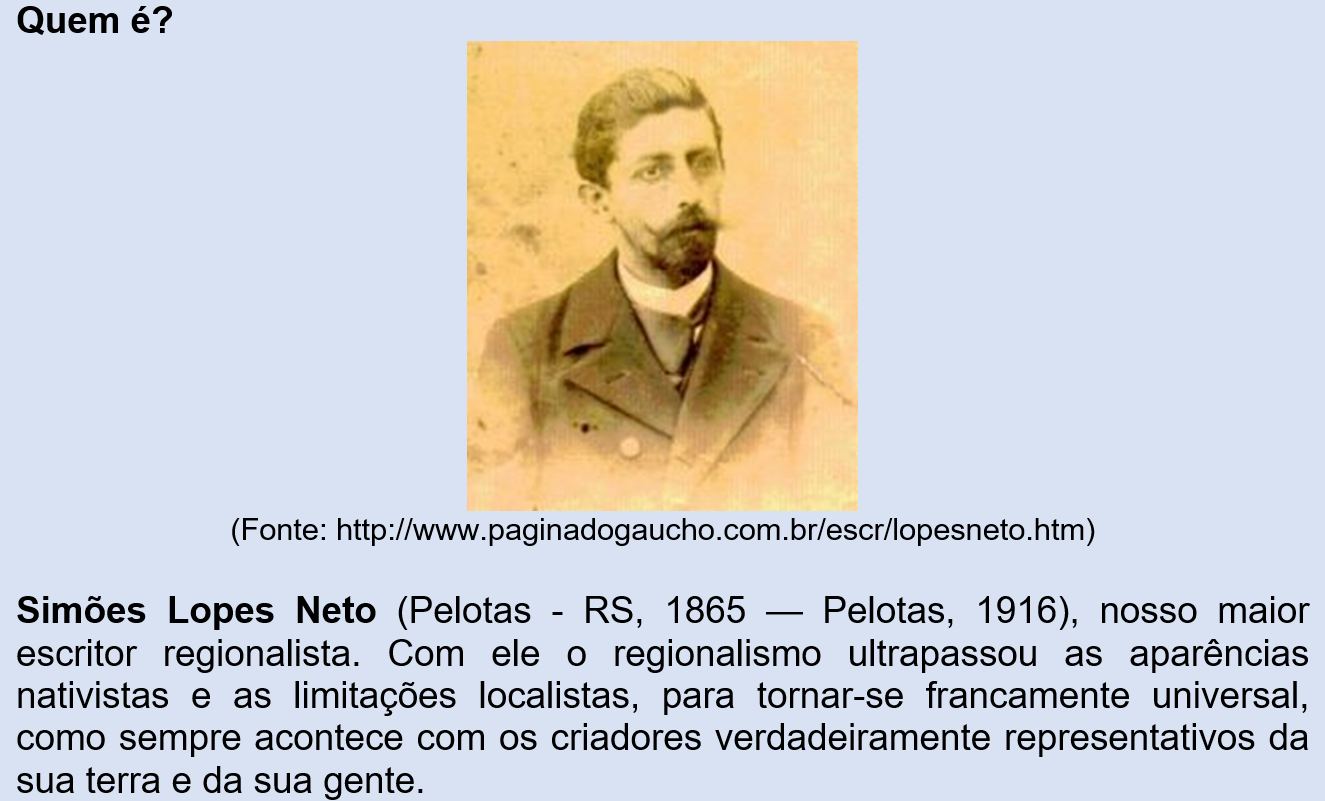 Quem é?
(Fonte: http://www.paginadogaucho.com.br/escr/lopesneto.htm)
Simões Lopes Neto (Pelotas - RS, 1865 — Pelotas, 1916), nosso maior
escritor regionalista. Com ele o regionalismo ultrapassou as aparências
nativistas e as limitações localistas, para tornar-se francamente universal,
como sempre acontece com os criadores verdadeiramente representativos da
sua terra e da sua gente.